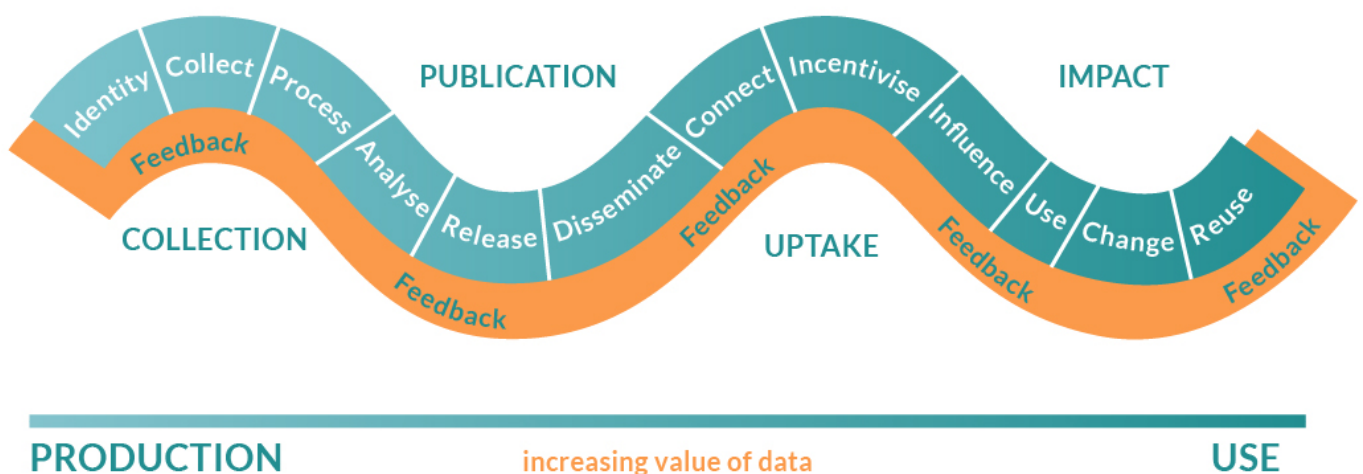 PUBLICATION
IMPACT
COLLECTION
UPTAKE
Identity
Collect
Process
Analyse
Release
Disseminate
Connect
Incentivise
Influence
Use
Change
Reuse
Feedback
Feedback
Feedback
Feedback
Feedback
PRODUCTION
increasing value of data
USE